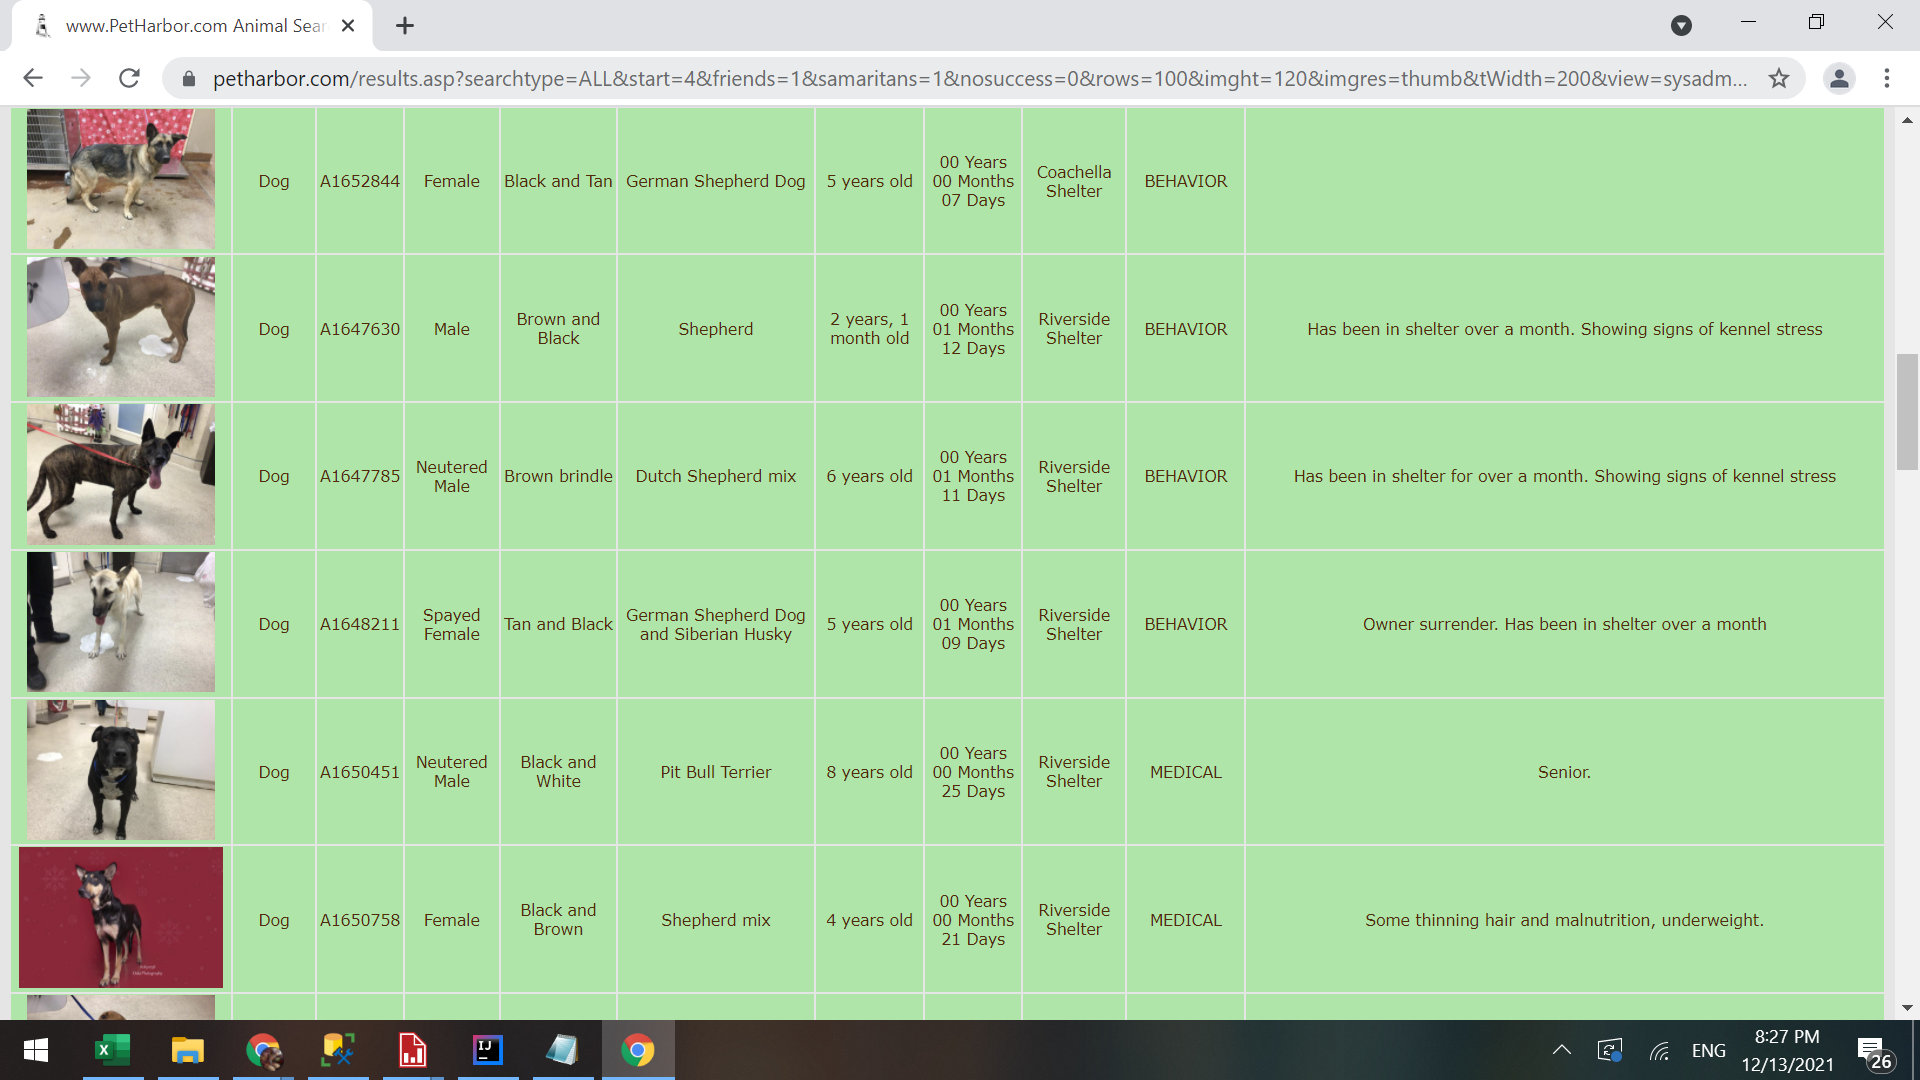 www.PetHarbor.com Animal Sear
petharbor.com/results.asp?searchtype=ALL&start=4&friends=1&samaritans=1&nosuccess=0&rows=100&imght=120&imgres=thumb&tWidth=200&view=sysadm...
Dog A1652844 Female Black and Tan German Shepherd Dog 5 years old 00 Years
00 Months
07 Days Coachella
Shelter BEHAVIOR
Dog A1647630 Male Brown and
Black Shepherd 2 years, 1
month old 00 Years
01 Months
12 Days Riverside
Shelter BEHAVIOR Has been in shelter over a month. Showing signs of kennel stress
Dog A1647785 Neutered
Male Brown brindle Dutch Shepherd mix 6 years old 00 Years
01 Months
11 Days Riverside
Shelter BEHAVIOR Has been in shelter for over a month. Showing signs of kennel stress
Dog A1648211 Spayed
Female Tan and Black German Shepherd Dog
and Siberian Husky 5 years old 00 Years
01 Months
09 Days Riverside
Shelter BEHAVIOR Owner surrender. Has been in shelter over a month
Dog A1650451 Neutered
Male Black and
White Pit Bull Terrier 8 years old 00 Years
00 Months
25 Days Riverside
Shelter MEDICAL Senior.
Dog A1650758 Female Black and
Brown Shepherd mix 4 years old 00 Years
00 Months
21 Days Riverside
Shelter MEDICAL Some thinning hair and malnutrition, underweight.
IJ
ENG
8:27 PM
12/13/2021
26